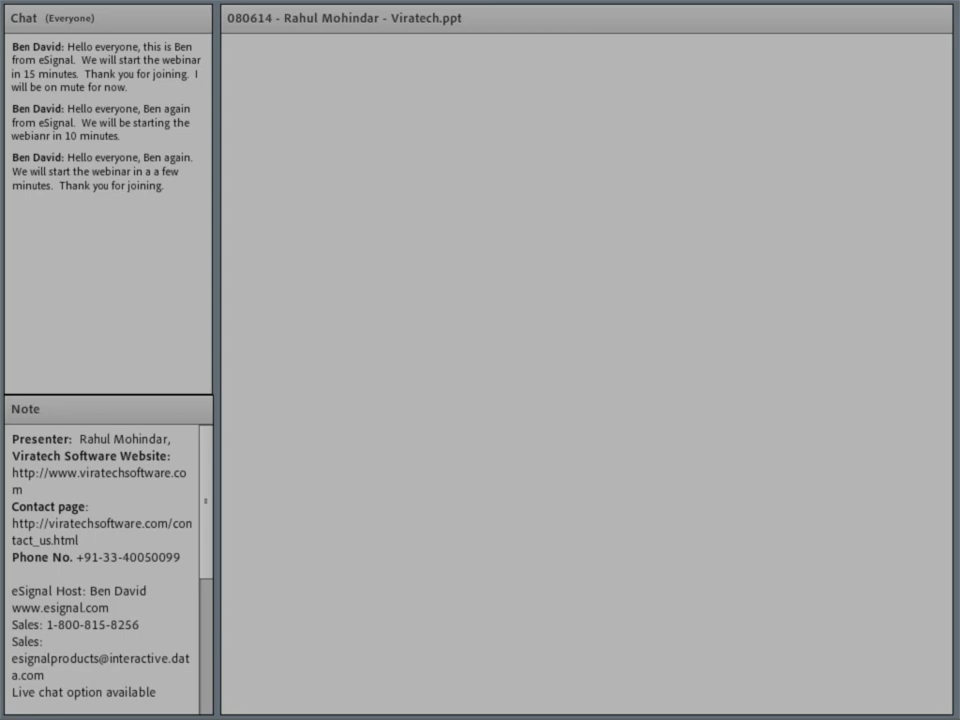 Chat (Everyone)
Ben David: Hello everyone, this is Ben
from eSignal. We will start the webinar
in 15 minutes. Thank you for joining. I
will be on mute for now.
Ben David: Hello everyone, Ben again
from eSignal. We will be starting the
webianr in 10 minutes.
Ben David: Hello everyone, Ben again.
We will start the webinar in a a few
minutes. Thank you for joining.
Note
Presenter: Rahul Mohindar,
Viratech Software Website:
http://www.viratechsoftware.co
m
Contact page:
http://viratechsoftware.com/con
tact_us.html
Phone No. +91-33-40050099
eSignal Host: Ben David
www.esignal.com
Sales: 1-800-815-8256
Sales:
esignalproducts@interactive.dat
a.com
Live chat option available
080614 - Rahul Mohindar - Viratech.ppt